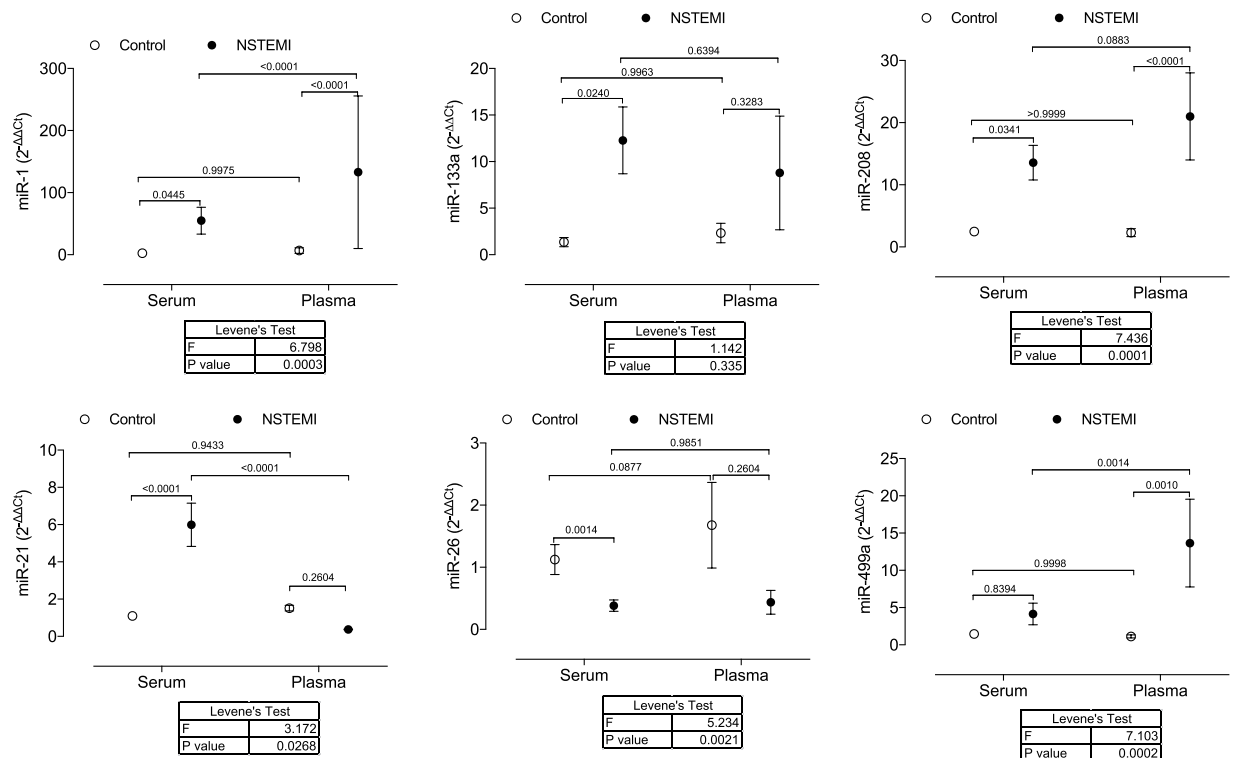 Control NSTEMI
miR-1 (2-ΔΔCt)
300
200
100
0
<0.0001
<0.0001
0.9975
0.0445
Serum Plasma
Levene's Test
F 6.798
P value 0.0003
Control NSTEMI
miR-133a (2-ΔΔCt)
20
15
10
5
0
0.6394
0.9963
0.0240
0.3283
Serum Plasma
Levene's Test
F 1.142
P value 0.335
Control NSTEMI
miR-208 (2-ΔΔCt)
30
20
10
0
0.0883
<0.0001
>0.9999
0.0341
Serum Plasma
Levene's Test
F 7.436
P value 0.0001
Control NSTEMI
miR-21 (2-ΔΔCt)
10
8
6
4
2
0
0.9433
<0.0001
<0.0001
0.2604
Serum Plasma
Levene's Test
F 3.172
P value 0.0268
Control NSTEMI
miR-26 (2-ΔΔCt)
3
2
1
0
0.9851
0.0877
0.2604
0.0014
Serum Plasma
Levene's Test
F 5.234
P value 0.0021
Control NSTEMI
miR-499a (2-ΔΔCt)
25
20
15
10
5
0
0.0014
0.0010
0.9998
0.8394
Serum Plasma
Levene's Test
F 7.103
P value 0.0002